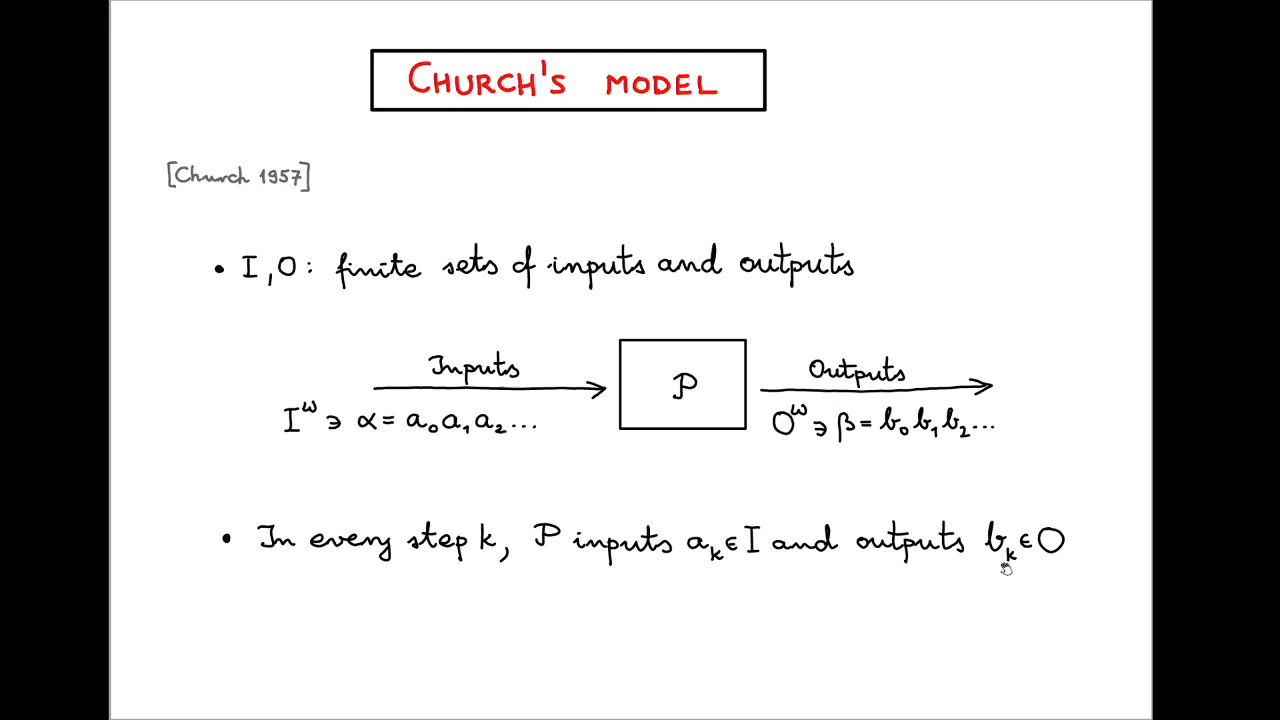 CHURCH'S MODEL
[Church 1957]
• I, O: finite sets of inputs and outputs
Inputs
P
Outputs
I^ω ∋ α = a₀a₁a₂...
O^ω ∋ β = b₀b₁b₂...
• In every step k, P inputs aₖ∈I and outputs bₖ∈O